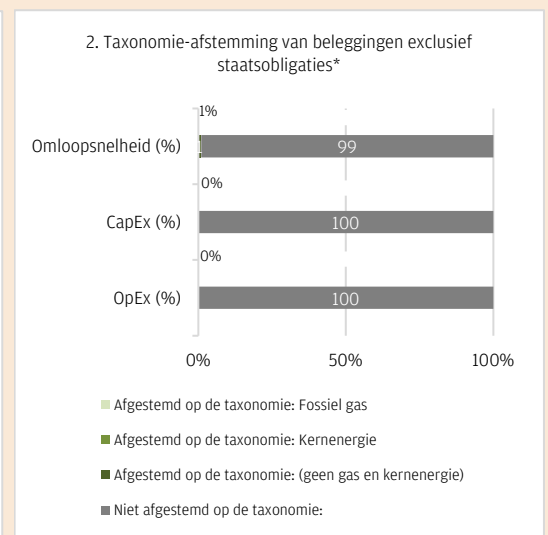 2. Taxonomie-afstemming van beleggingen exclusief
staatsobligaties*
1%
Omloopsnelheid (%)
1
99
0%
CapEx (%)
100
0%
OpEx (%)
100
0%
50%
100%
Afgestemd op de taxonomie: Fossiel gas
Afgestemd op de taxonomie: Kernenergie
Afgestemd op de taxonomie: (geen gas en kernenergie)
Niet afgestemd op de taxonomie: